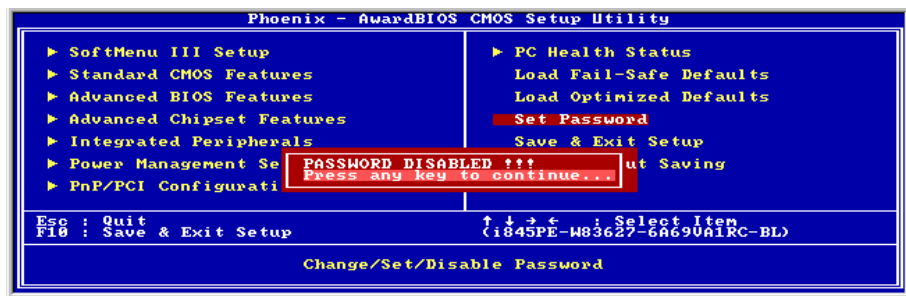 Phoenix - AwardBIOS CMOS Setup Utility
SoftMenu III Setup
Standard CMOS Features
Advanced BIOS Features
Advanced Chipset Features
Integrated Peripherals
Power Management Se
PnP/PCI Configurati
PC Health Status
Load Fail-Safe Defaults
Load Optimized Defaults
Set Password
Save & Exit Setup
ut Saving
PASSWORD DISABLED !!!
Press any key to continue...
Esc : Quit
F10 : Save & Exit Setup
↑ ↓ → ← : Select Item
(i845PE-W83627-6A69VA1RC-BL)
Change/Set/Disable Password